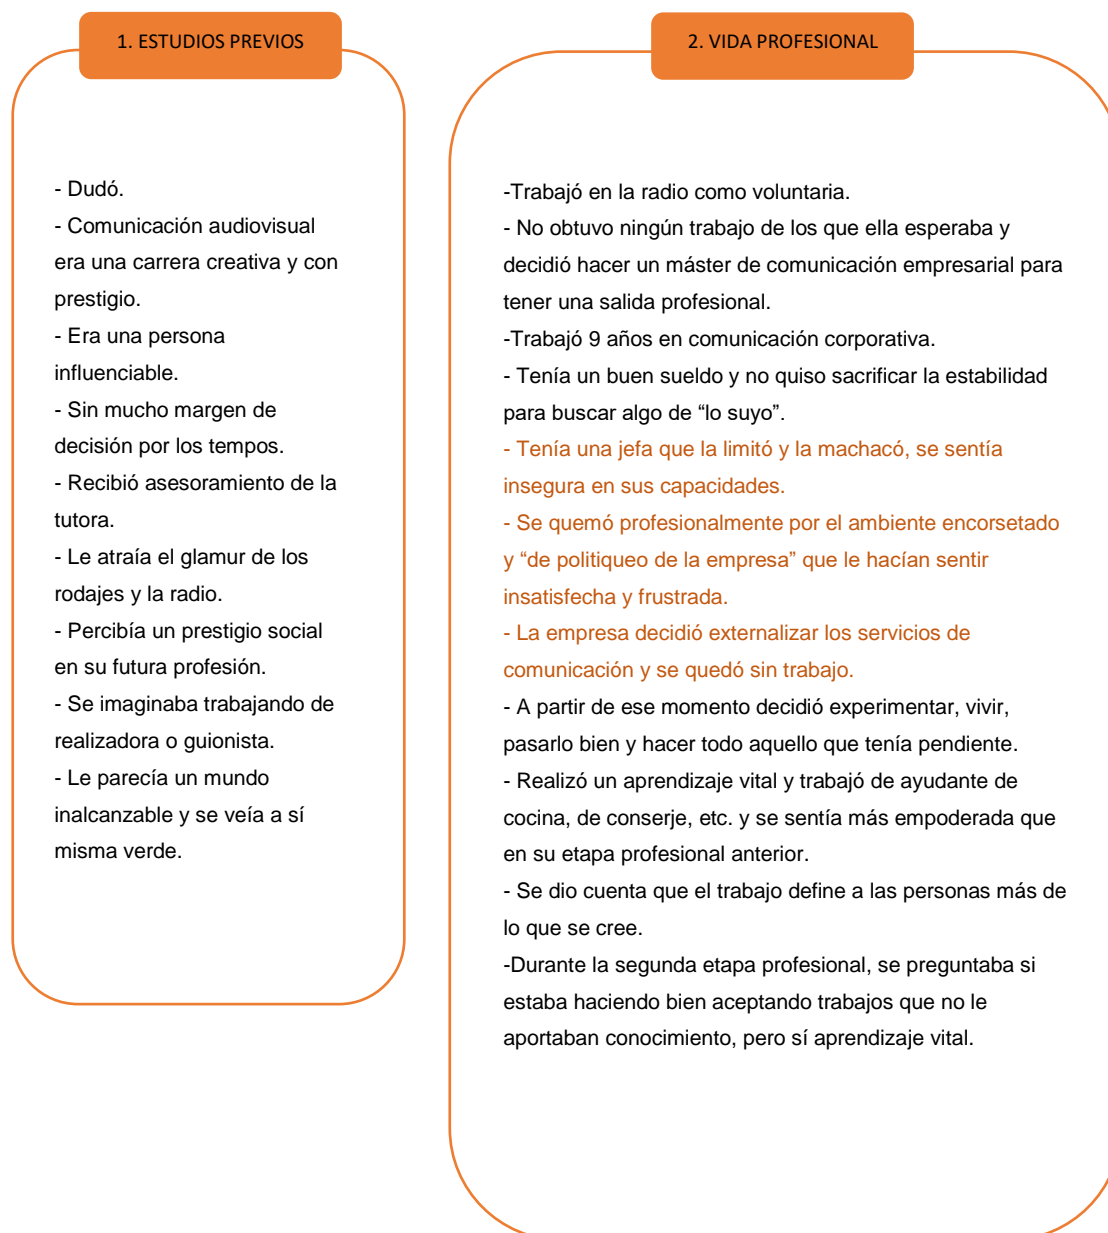 1. ESTUDIOS PREVIOS
- Dudó.
- Comunicación audiovisual
era una carrera creativa y con
prestigio.
- Era una persona
influenciable.
- Sin mucho margen de
decisión por los tempos.
- Recibió asesoramiento de la
tutora.
- Le atraía el glamur de los
rodajes y la radio.
- Percibía un prestigio social
en su futura profesión.
- Se imaginaba trabajando de
realizadora o guionista.
- Le parecía un mundo
inalcanzable y se veía a sí
misma verde.
2. VIDA PROFESIONAL
-Trabajó en la radio como voluntaria.
- No obtuvo ningún trabajo de los que ella esperaba y
decidió hacer un máster de comunicación empresarial para
tener una salida profesional.
-Trabajó 9 años en comunicación corporativa.
- Tenía un buen sueldo y no quiso sacrificar la estabilidad
para buscar algo de “lo suyo”.
- Tenía una jefa que la limitó y la machacó, se sentía
insegura en sus capacidades.
- Se quemó profesionalmente por el ambiente encorsetado
y “de politiqueo de la empresa” que le hacían sentir
insatisfecha y frustrada.
- La empresa decidió externalizar los servicios de
comunicación y se quedó sin trabajo.
- A partir de ese momento decidió experimentar, vivir,
pasarlo bien y hacer todo aquello que tenía pendiente.
- Realizó un aprendizaje vital y trabajó de ayudante de
cocina, de conserje, etc. y se sentía más empoderada que
en su etapa profesional anterior.
- Se dio cuenta que el trabajo define a las personas más de
lo que se cree.
-Durante la segunda etapa profesional, se preguntaba si
estaba haciendo bien aceptando trabajos que no le
aportaban conocimiento, pero sí aprendizaje vital.